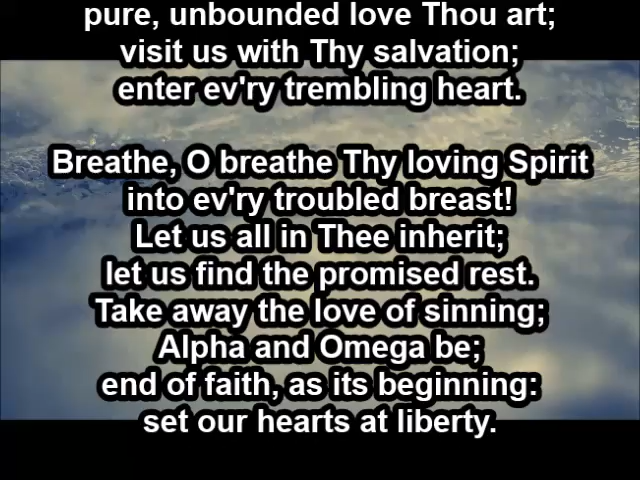 pure, unbounded love Thou art;
visit us with Thy salvation;
enter ev'ry trembling heart.
Breathe, O breathe Thy loving Spirit
into ev'ry troubled breast!
Let us all in Thee inherit;
let us find the promised rest.
Take away the love of sinning;
Alpha and Omega be;
end of faith, as its beginning:
set our hearts at liberty.